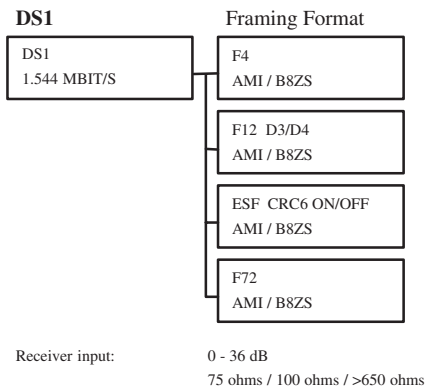 DS1 Framing Format
DS1
1.544 MBIT/S
F4
AMI / B8ZS
F12 D3/D4
AMI / B8ZS
ESF CRC6 ON/OFF
AMI / B8ZS
F72
AMI / B8ZS
Receiver input: 0 - 36 dB
75 ohms / 100 ohms / >650 ohms